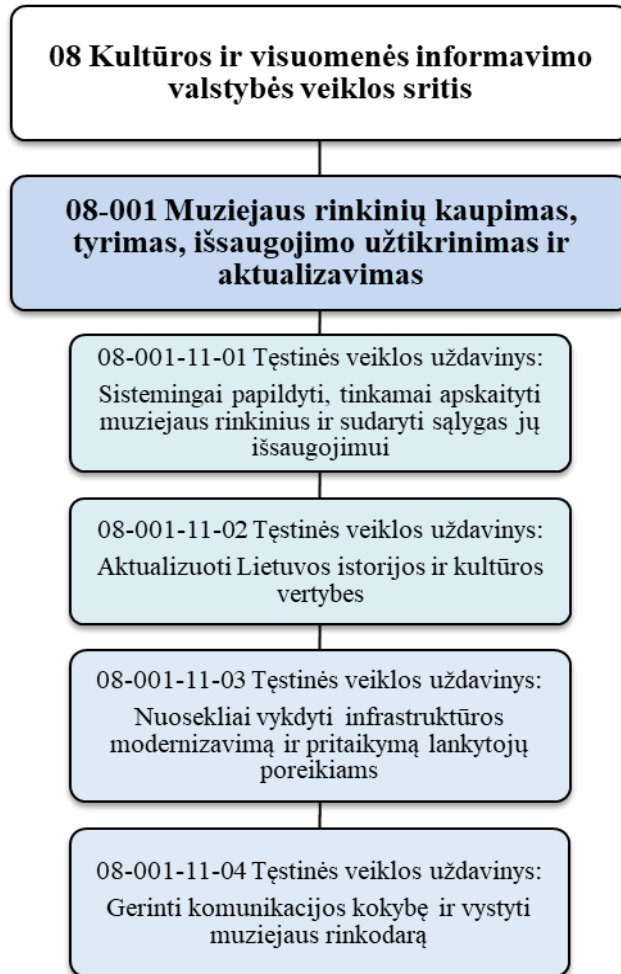 08 Kultūros ir visuomenės informavimo
valstybės veiklos sritis
08-001 Muziejaus rinkinių kaupimas,
tyrimas, išsaugojimo užtikrinimas ir
aktualizavimas
08-001-11-01 Tęstinės veiklos uždavinys:
Sistemingai papildyti, tinkamai apskaityti
muziejaus rinkinius ir sudaryti sąlygas jų
išsaugojimui
08-001-11-02 Tęstinės veiklos uždavinys:
Aktualizuoti Lietuvos istorijos ir kultūros
vertybes
08-001-11-03 Tęstinės veiklos uždavinys:
Nuosekliai vykdyti infrastruktūros
modernizavimą ir pritaikymą lankytojų
poreikiams
08-001-11-04 Tęstinės veiklos uždavinys:
Gerinti komunikacijos kokybę ir vystyti
muziejaus rinkodarą